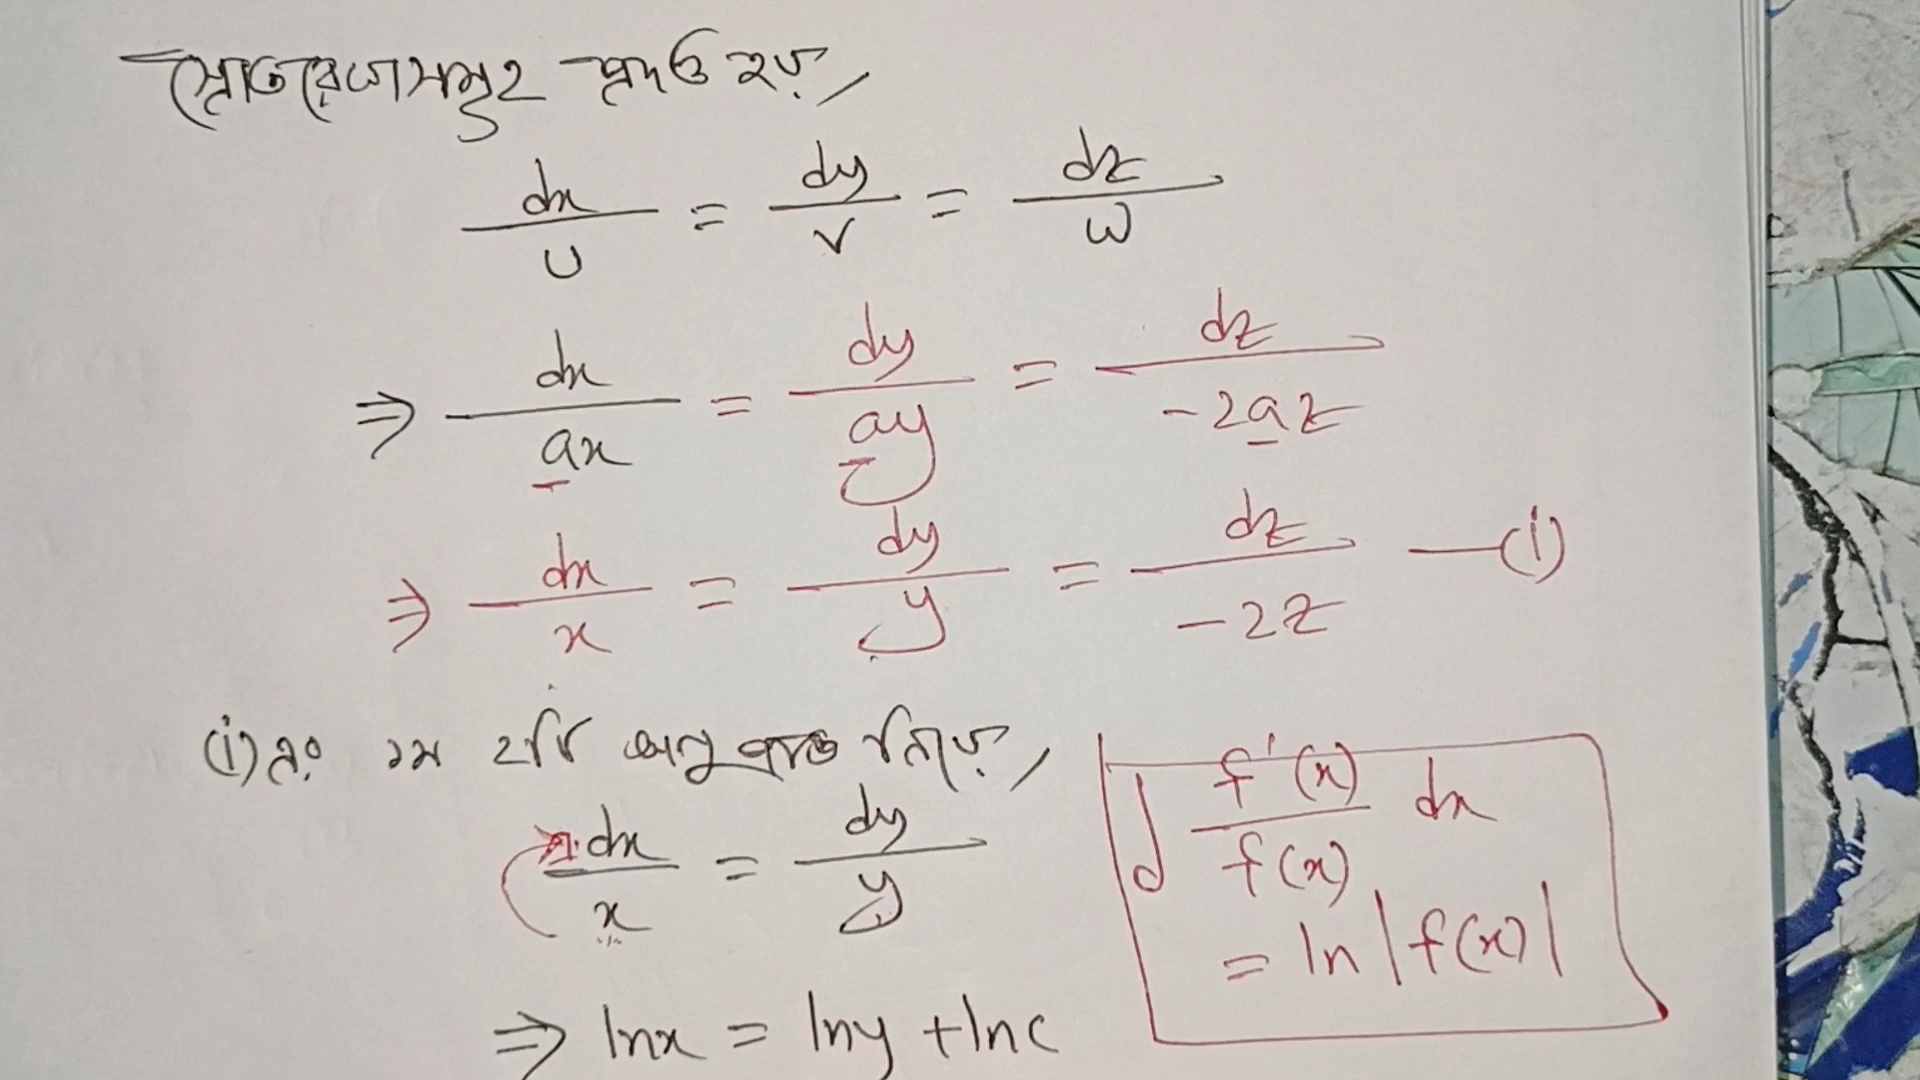 স্রোতরেখাসমূহ প্রদত্ত হয়,
dx/u = dy/v = dz/w
⇒ dx/ax = dy/ay = dz/-2az
⇒ dx/x = dy/y = dz/-2z —(i)
(i) নং ১ম দুটি অনুপাত নিয়ে,
dx/x = dy/y
⇒ lnx = lny + lnc
∫ f'(x)/f(x) dx
= ln|f(x)|